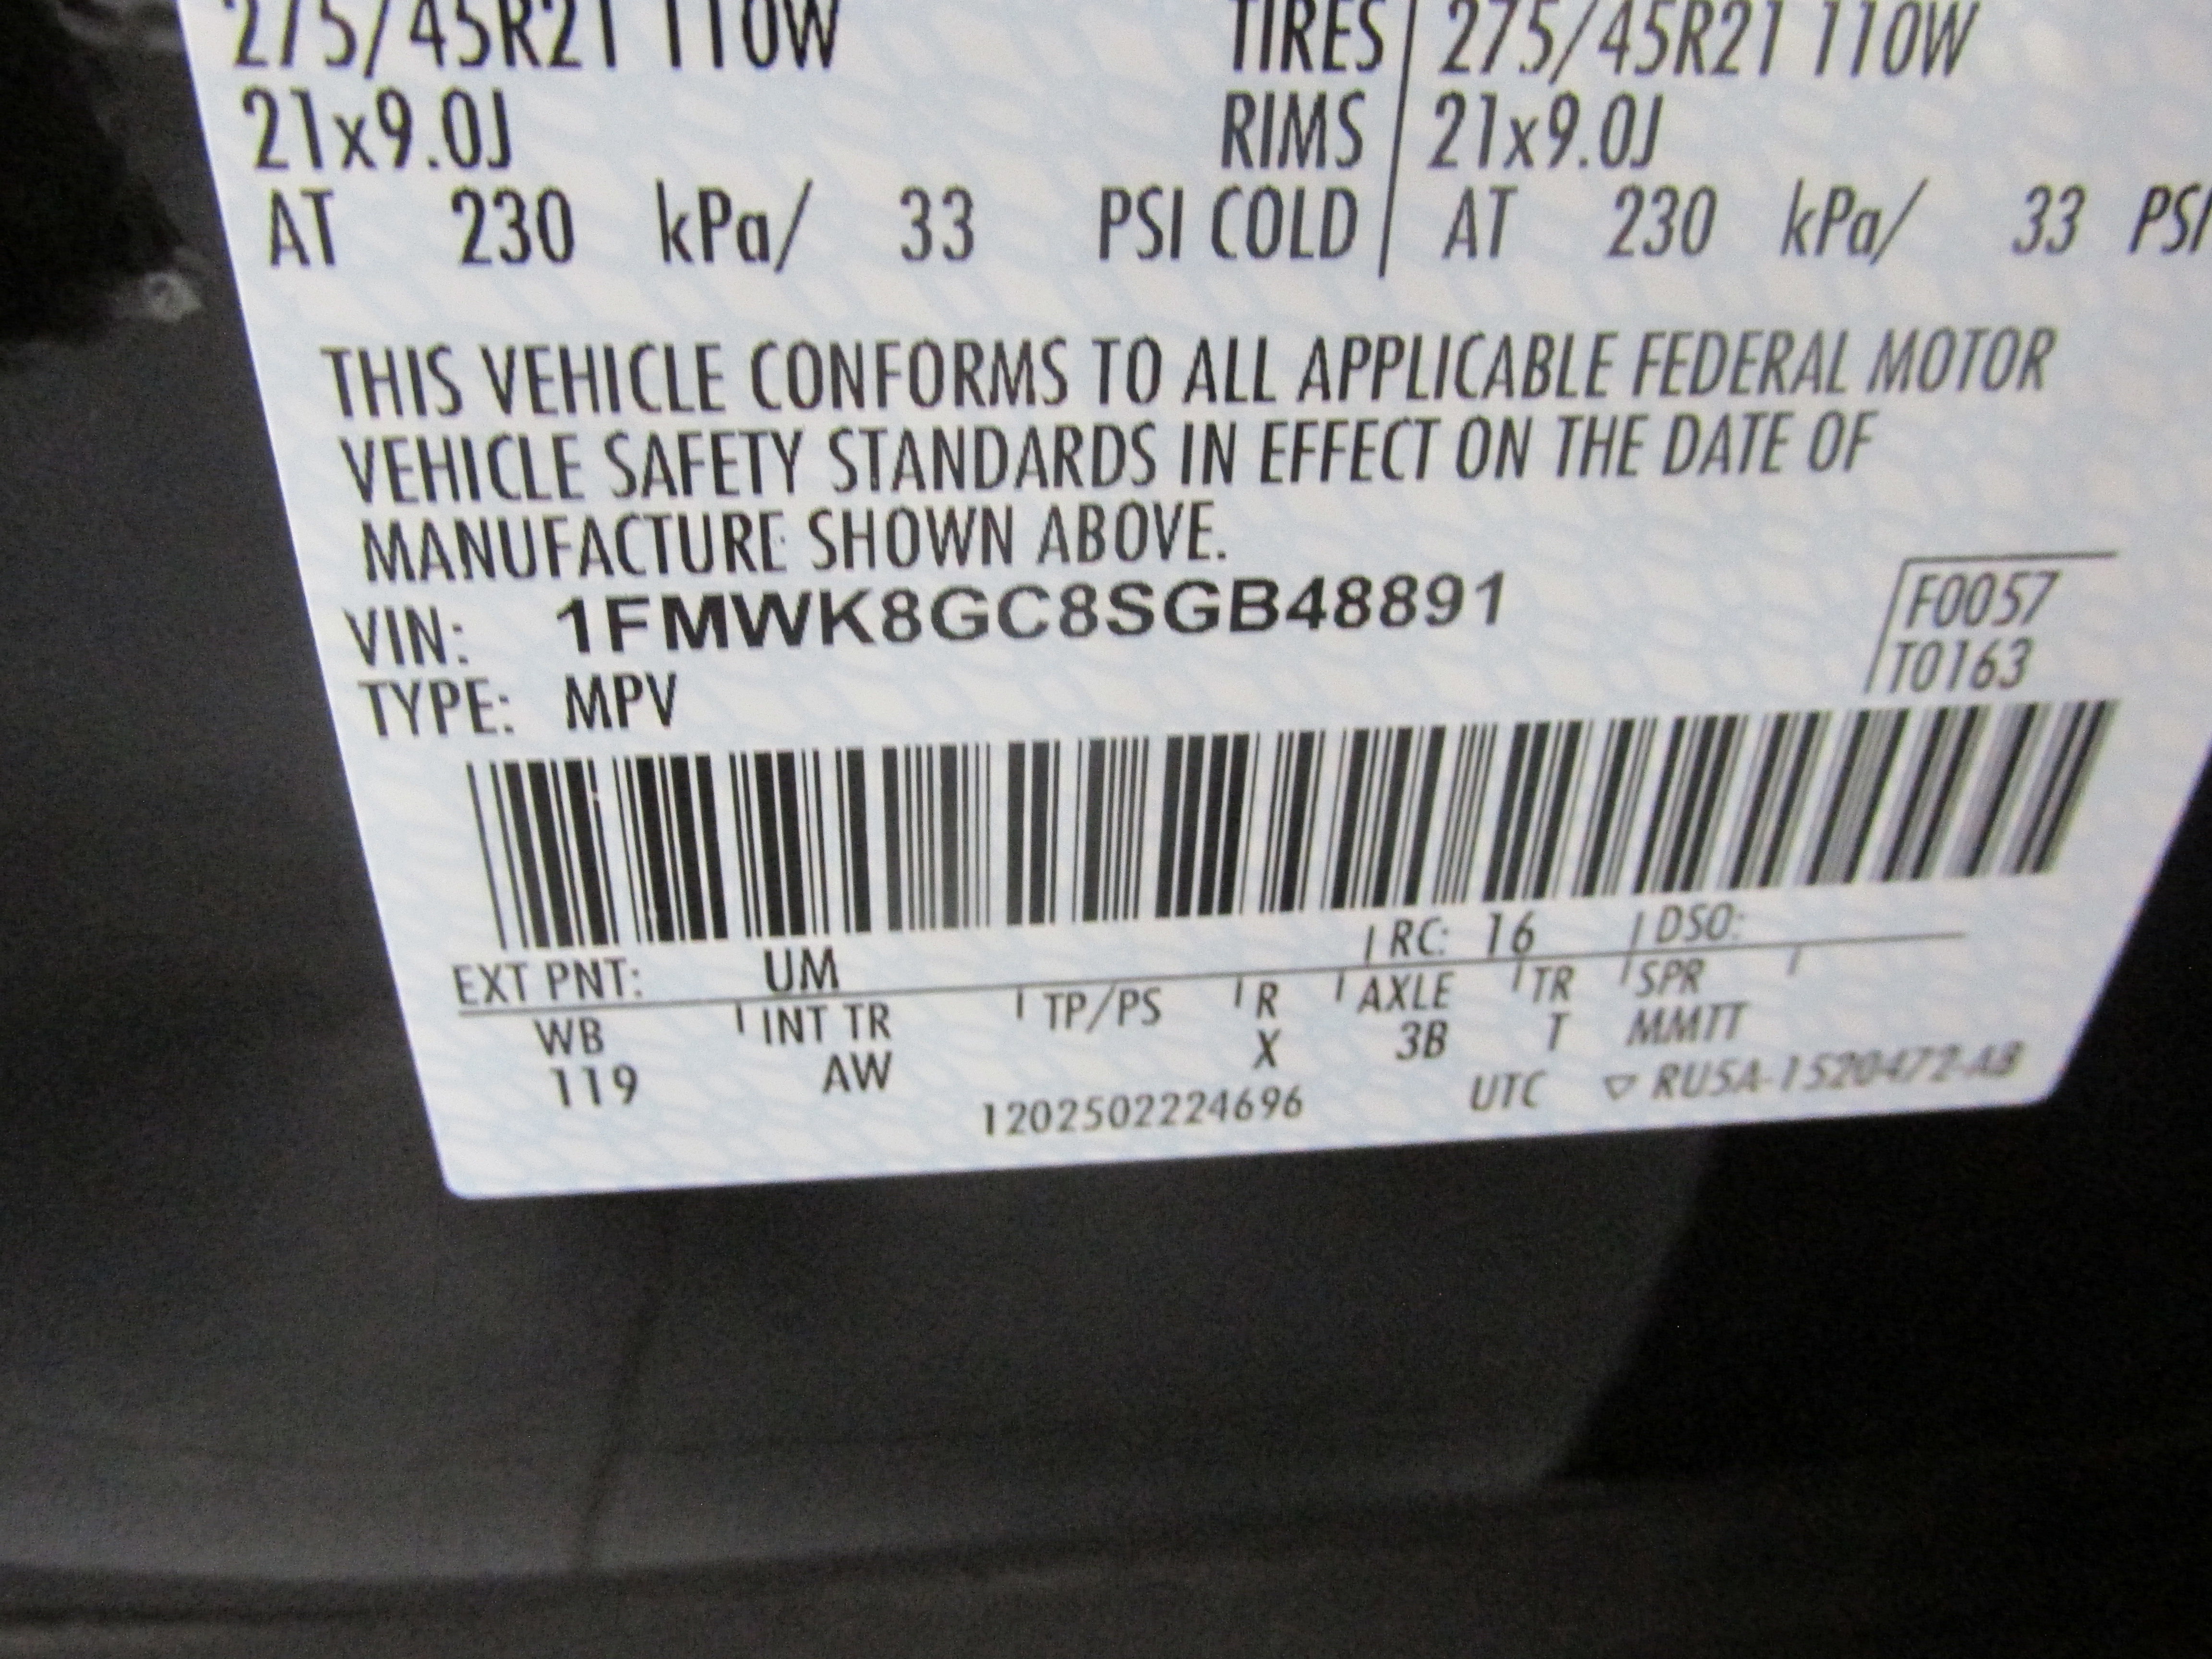 275/45R21 110W TIRES 275/45R21 110W
21x9.0J RIMS 21x9.0J
AT 230 kPa/ 33 PSI COLD AT 230 kPa/ 33 PSI
THIS VEHICLE CONFORMS TO ALL APPLICABLE FEDERAL MOTOR
VEHICLE SAFETY STANDARDS IN EFFECT ON THE DATE OF
MANUFACTURE SHOWN ABOVE.
VIN: 1FMWK8GC8SGB48891 F0057
TYPE: MPV T0163
EXT PNT: UM RC: 16 DSO:
WB INT TR TP/PS R AXLE TR SPR
119 AW X 3B T MMTT
1202502224696 UTC ▽ RUSA-1520472-AB